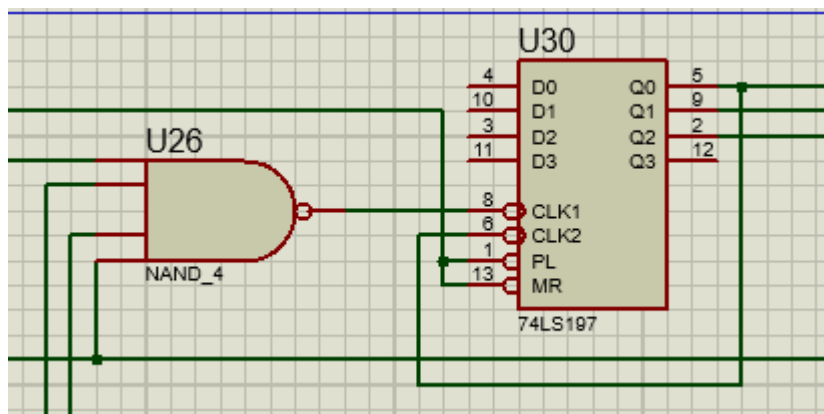 U30
4 D0 Q0 5
10 D1 Q1 9
3 D2 Q2 2
11 D3 Q3 12
U26
8 CLK1
6 CLK2
1 PL
13 MR
NAND_4
74LS197